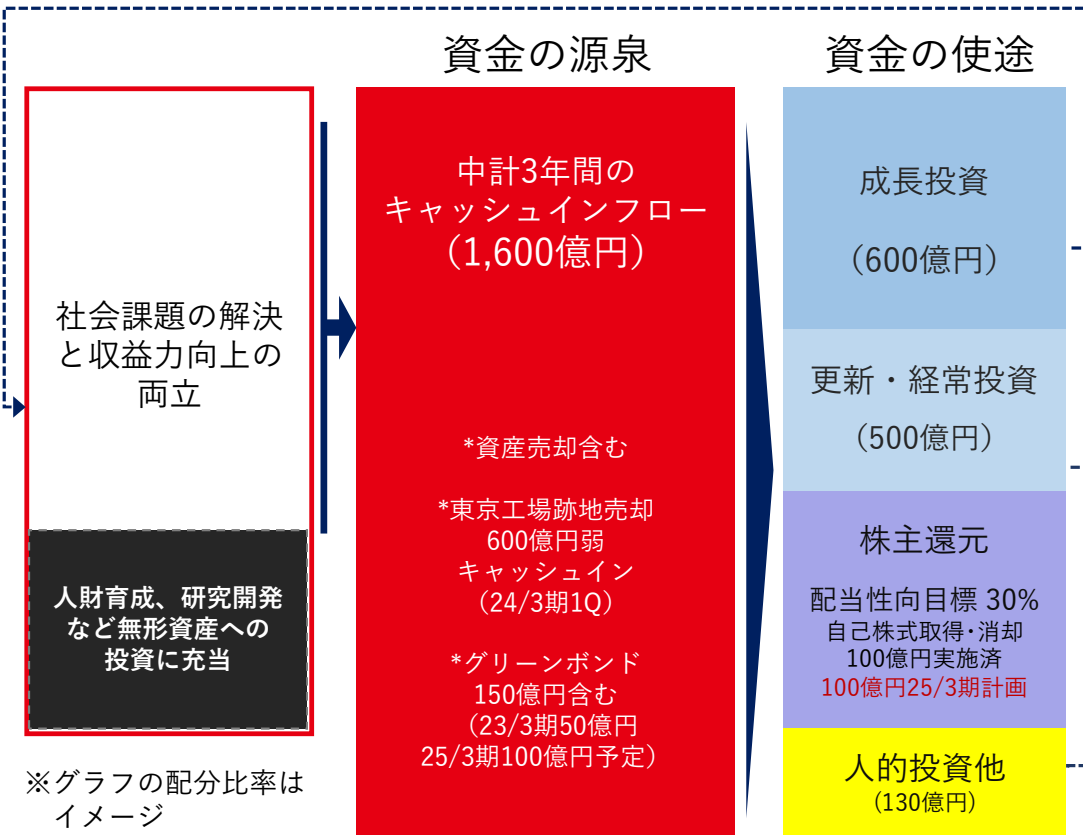 資金の源泉
資金の使途
社会課題の解決
と収益力向上の
両立
人財育成、研究開発
など無形資産への
投資に充当
※グラフの配分比率は
イメージ
中計3年間の
キャッシュインフロー
(1,600億円)
*資産売却含む
*東京工場跡地売却
600億円弱
キャッシュイン
(24/3期1Q)
*グリーンボンド
150億円含む
(23/3期50億円
25/3期100億円予定)
成長投資
(600億円)
更新・経常投資
(500億円)
株主還元
配当性向目標 30%
自己株式取得・消却
100億円実施済
100億円25/3期計画
人的投資他
(130億円)